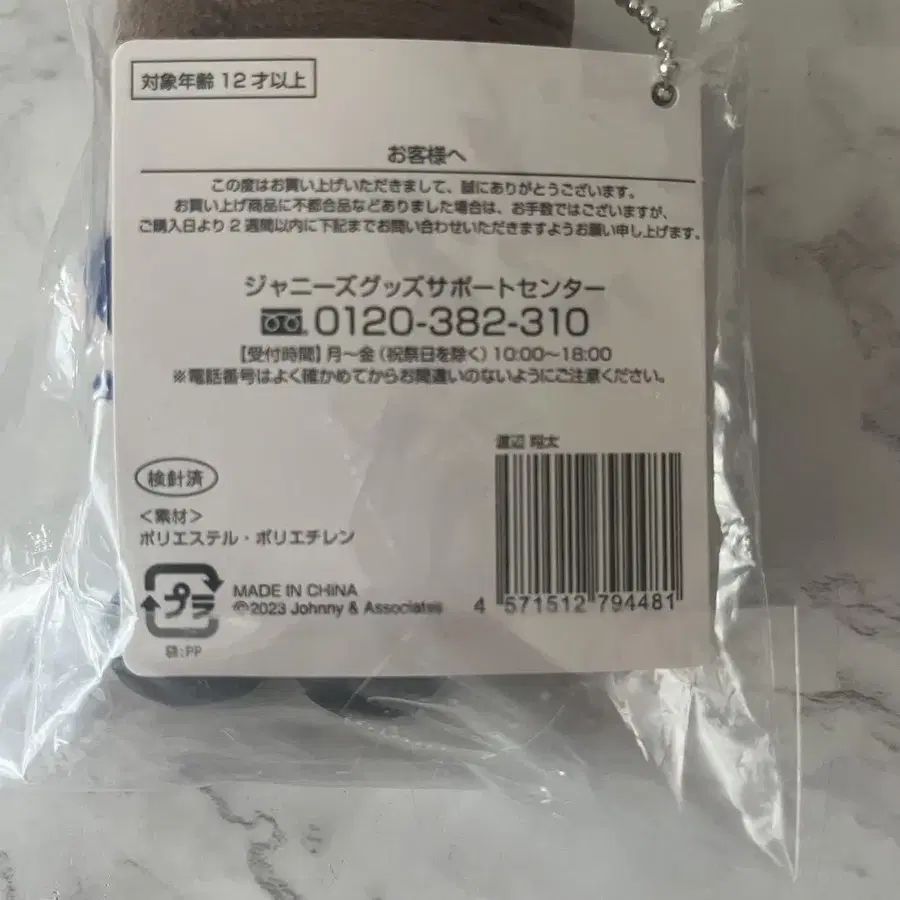 対象年齢 12 才以上
お客様へ
この度はお買い上げいただきまして、誠にありがとうございます。
お買い上げ商品に不都合品などありました場合は、お手数ではございますが、
ご購入日より 2 週間以内に下記までお問い合わせいただきますようお願い申し上げます。
ジャニーズグッズサポートセンター
0120-382-310
【受付時間】月～金（祝祭日を除く）10:00～18:00
※電話番号はよく確かめてからお間違いのないようにご注意ください。
渡辺 翔太
検針済
＜素材＞
ポリエステル・ポリエチレン
プラ
MADE IN CHINA
©2023 Johnny & Associates
4 571512 794481
袋:PP